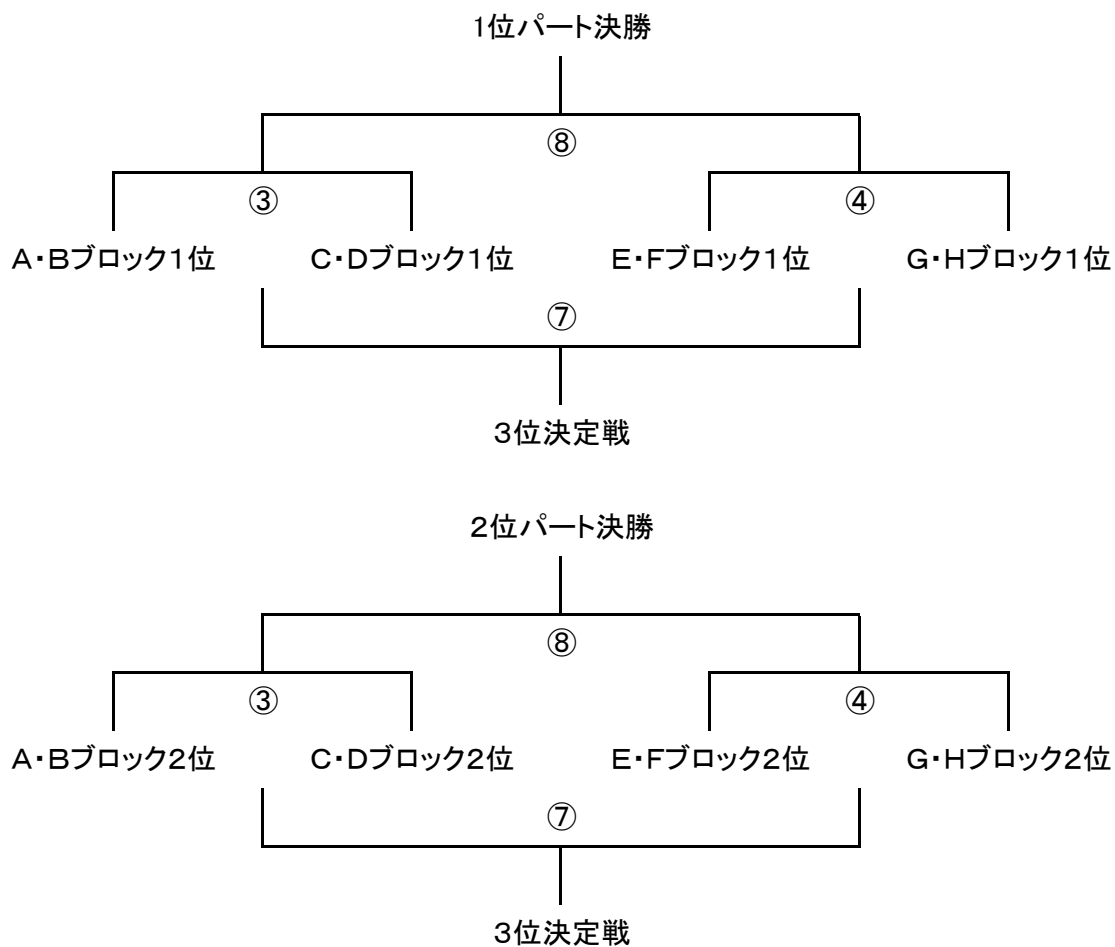 1位パート決勝
⑧
③ ④
A・Bブロック1位 C・Dブロック1位 E・Fブロック1位 G・Hブロック1位
⑦
3位決定戦
2位パート決勝
⑧
③ ④
A・Bブロック2位 C・Dブロック2位 E・Fブロック2位 G・Hブロック2位
⑦
3位決定戦